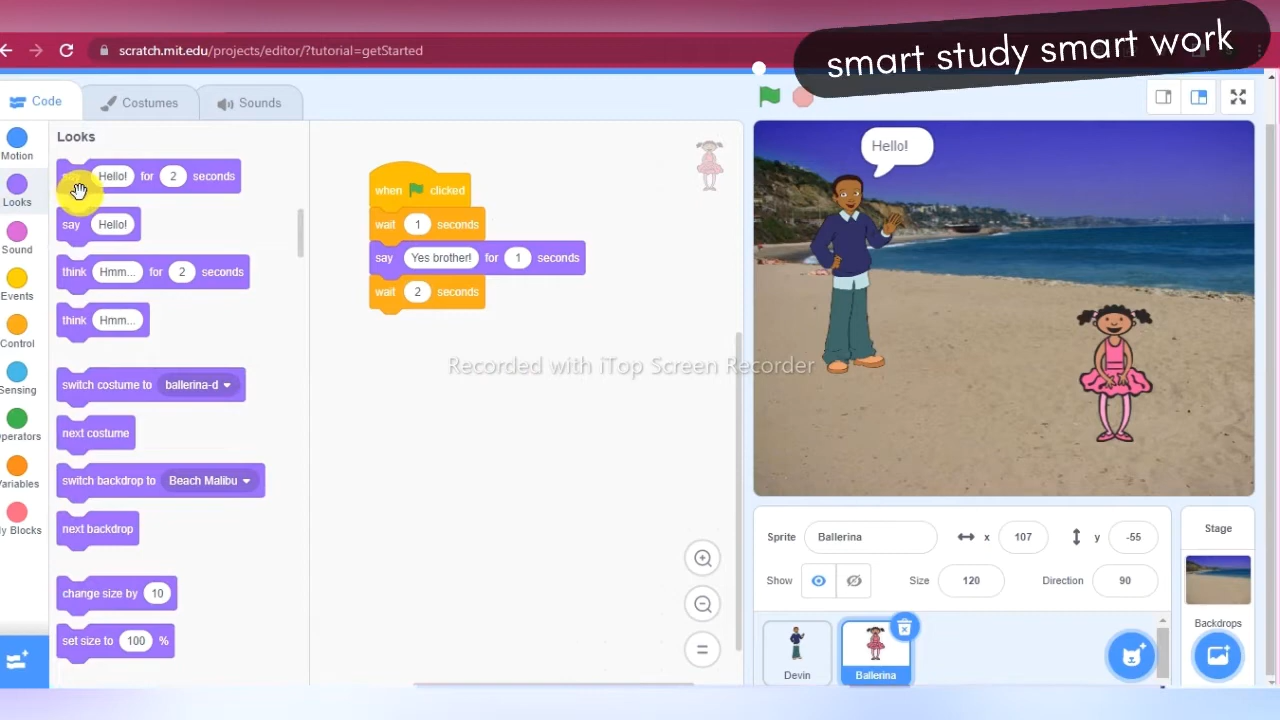 smart study smart work
scratch.mit.edu/projects/editor/?tutorial=getStarted
Code
Costumes
Sounds
Motion
Looks
Sound
Events
Control
Sensing
Variables
Looks
Hello! for 2 seconds
say Hello!
think Hmm... for 2 seconds
think Hmm...
switch costume to ballerina-d
next costume
switch backdrop to Beach Malibu
next backdrop
change size by 10
set size to 100 %
when clicked
wait 1 seconds
say Yes brother! for 1 seconds
wait 2 seconds
Recorded with iTop Screen Recorder
Hello!
Sprite Ballerina x 107 y -55
Show Size 120 Direction 90
Devin
Ballerina
Stage
Backdrops